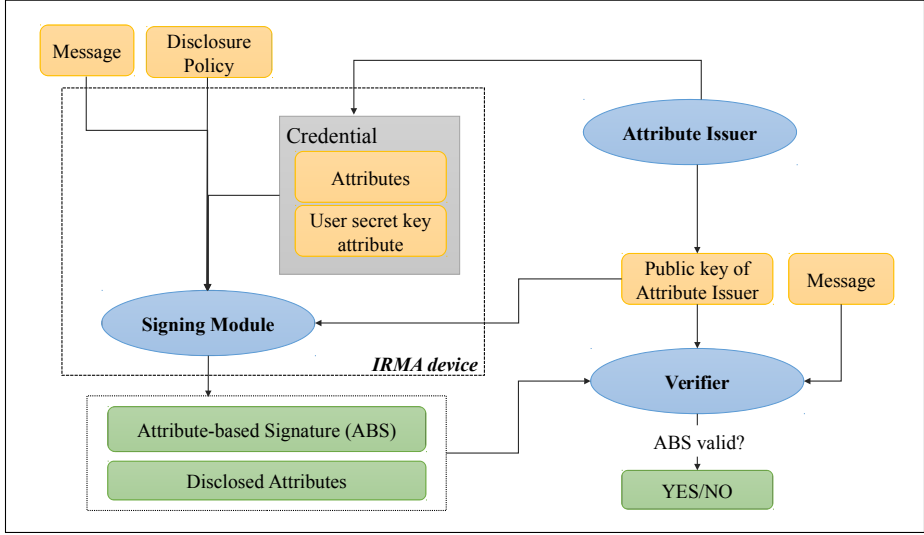 Message
Disclosure
Policy
Credential
Attributes
User secret key
attribute
Attribute Issuer
Public key of
Attribute Issuer
Message
Signing Module
IRMA device
Verifier
Attribute-based Signature (ABS)
Disclosed Attributes
ABS valid?
YES/NO